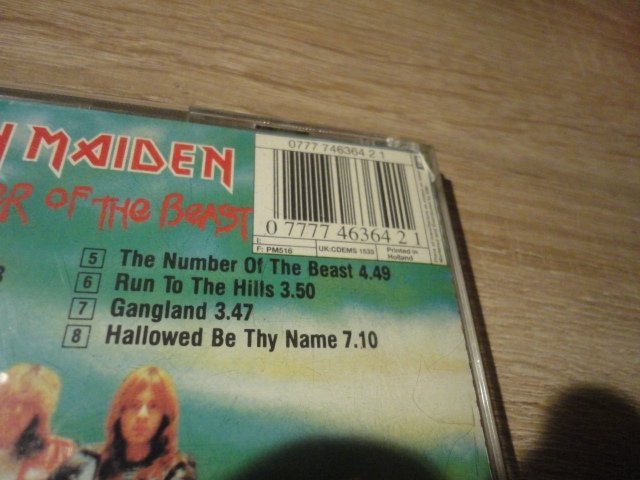 MAIDEN
OF THE BEAST
0777 746364 2 1
0 7777 46364 2 1
I:
F: PM516
UK:CDEMS 1533
Printed in
Holland
5 The Number Of The Beast 4.49
6 Run To The Hills 3.50
7 Gangland 3.47
8 Hallowed Be Thy Name 7.10